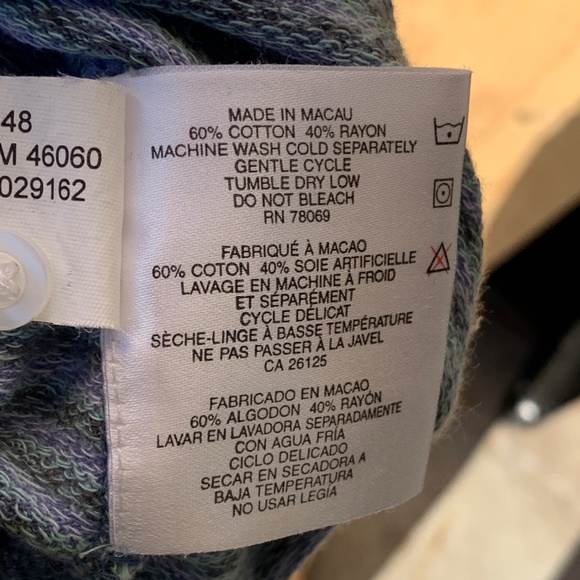 48
M 46060
029162
MADE IN MACAU
60% COTTON 40% RAYON
MACHINE WASH COLD SEPARATELY
GENTLE CYCLE
TUMBLE DRY LOW
DO NOT BLEACH
RN 78069
FABRIQUÉ À MACAO
60% COTON 40% SOIE ARTIFICIELLE
LAVAGE EN MACHINE À FROID
ET SÉPARÉMENT
CYCLE DÉLICAT
SÈCHE-LINGE À BASSE TEMPÉRATURE
NE PAS PASSER À LA JAVEL
CA 26125
FABRICADO EN MACAO
60% ALGODON 40% RAYÓN
LAVAR EN LAVADORA SEPARADAMENTE
CON AGUA FRÍA
CICLO DELICADO
SECAR EN SECADORA A
BAJA TEMPERATURA
NO USAR LEGÍA